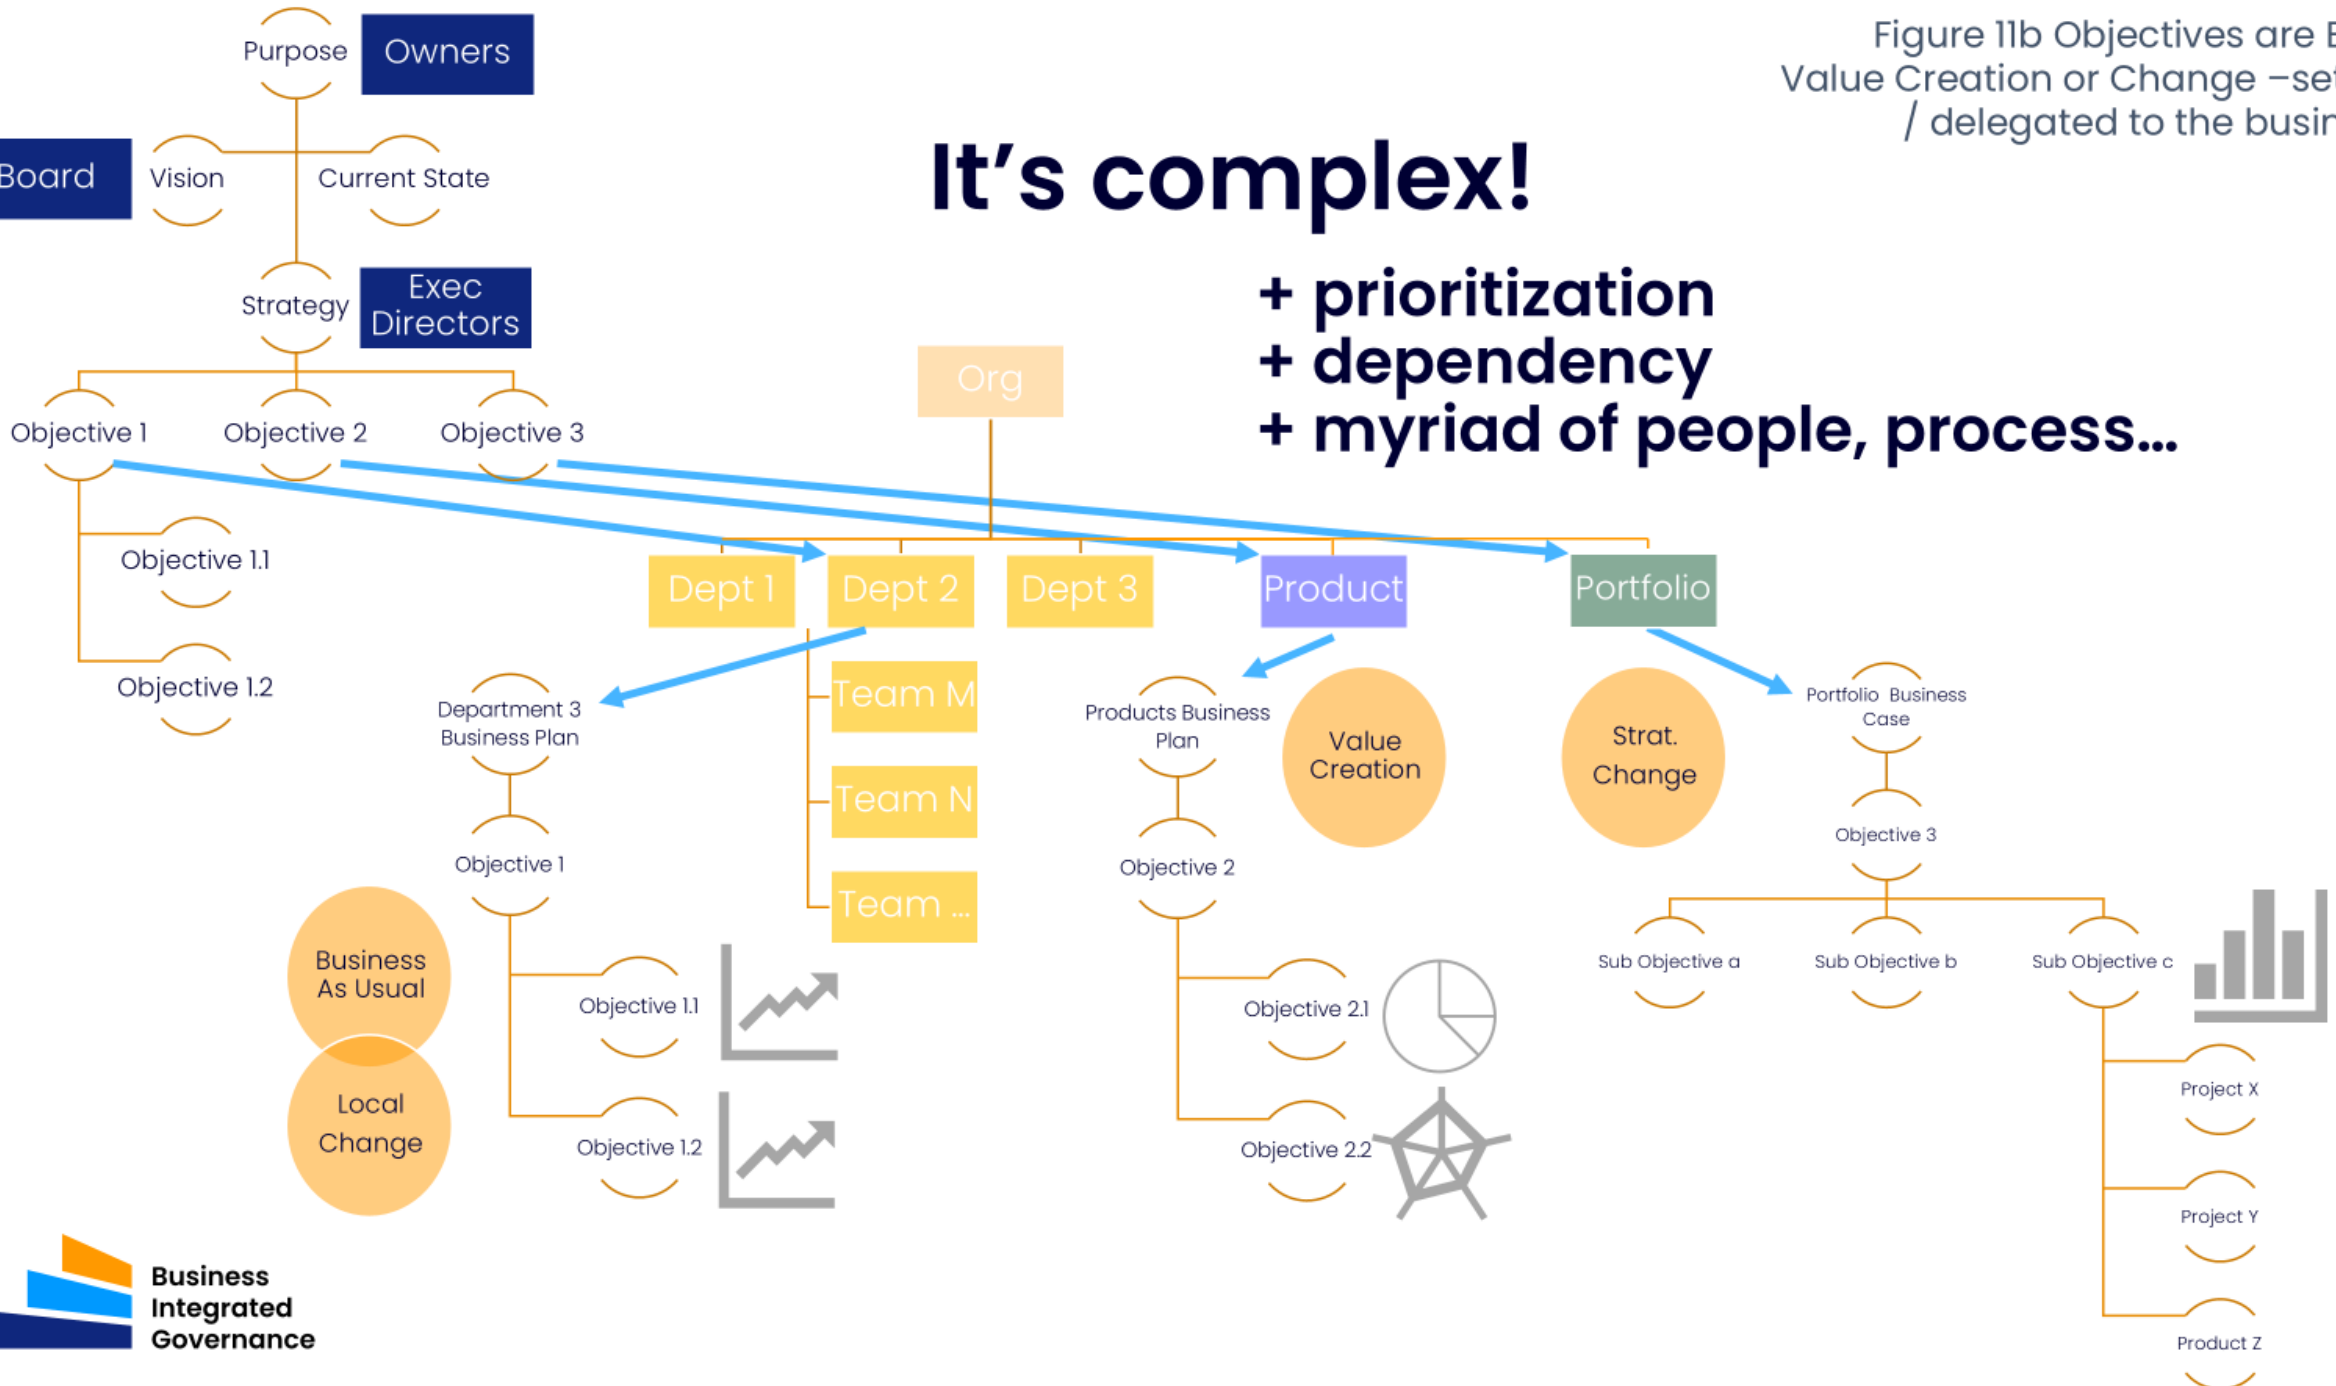 Purpose
Owners
Figure 11b Objectives are
Value Creation or Change –set
/ delegated to the busin
Board
Vision
Current State
It's complex!
Strategy
Exec
Directors
+ prioritization
+ dependency
+ myriad of people, process...
Org
Objective 1
Objective 2
Objective 3
Objective 1.1
Objective 1.2
Dept 1
Dept 2
Dept 3
Product
Portfolio
Team M
Team N
Team ...
Department 3
Business Plan
Objective 1
Business
As Usual
Local
Change
Objective 1.1
Objective 1.2
Products Business
Plan
Value
Creation
Objective 2
Objective 2.1
Objective 2.2
Strat.
Change
Portfolio Business
Case
Objective 3
Sub Objective a
Sub Objective b
Sub Objective c
Project X
Project Y
Product Z
Business
Integrated
Governance